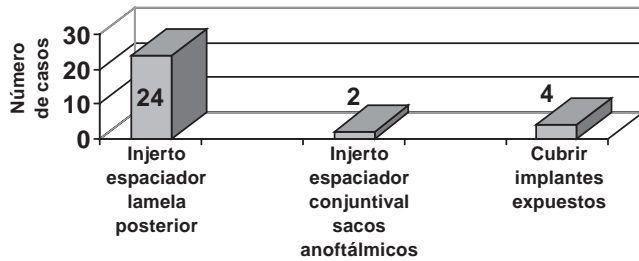 Número
de casos
30
20
10
0
24
2
4
Injerto
espaciador
lamela
posterior
Injerto
espaciador
conjuntival
sacos
anoftálmicos
Cubrir
implantes
expuestos